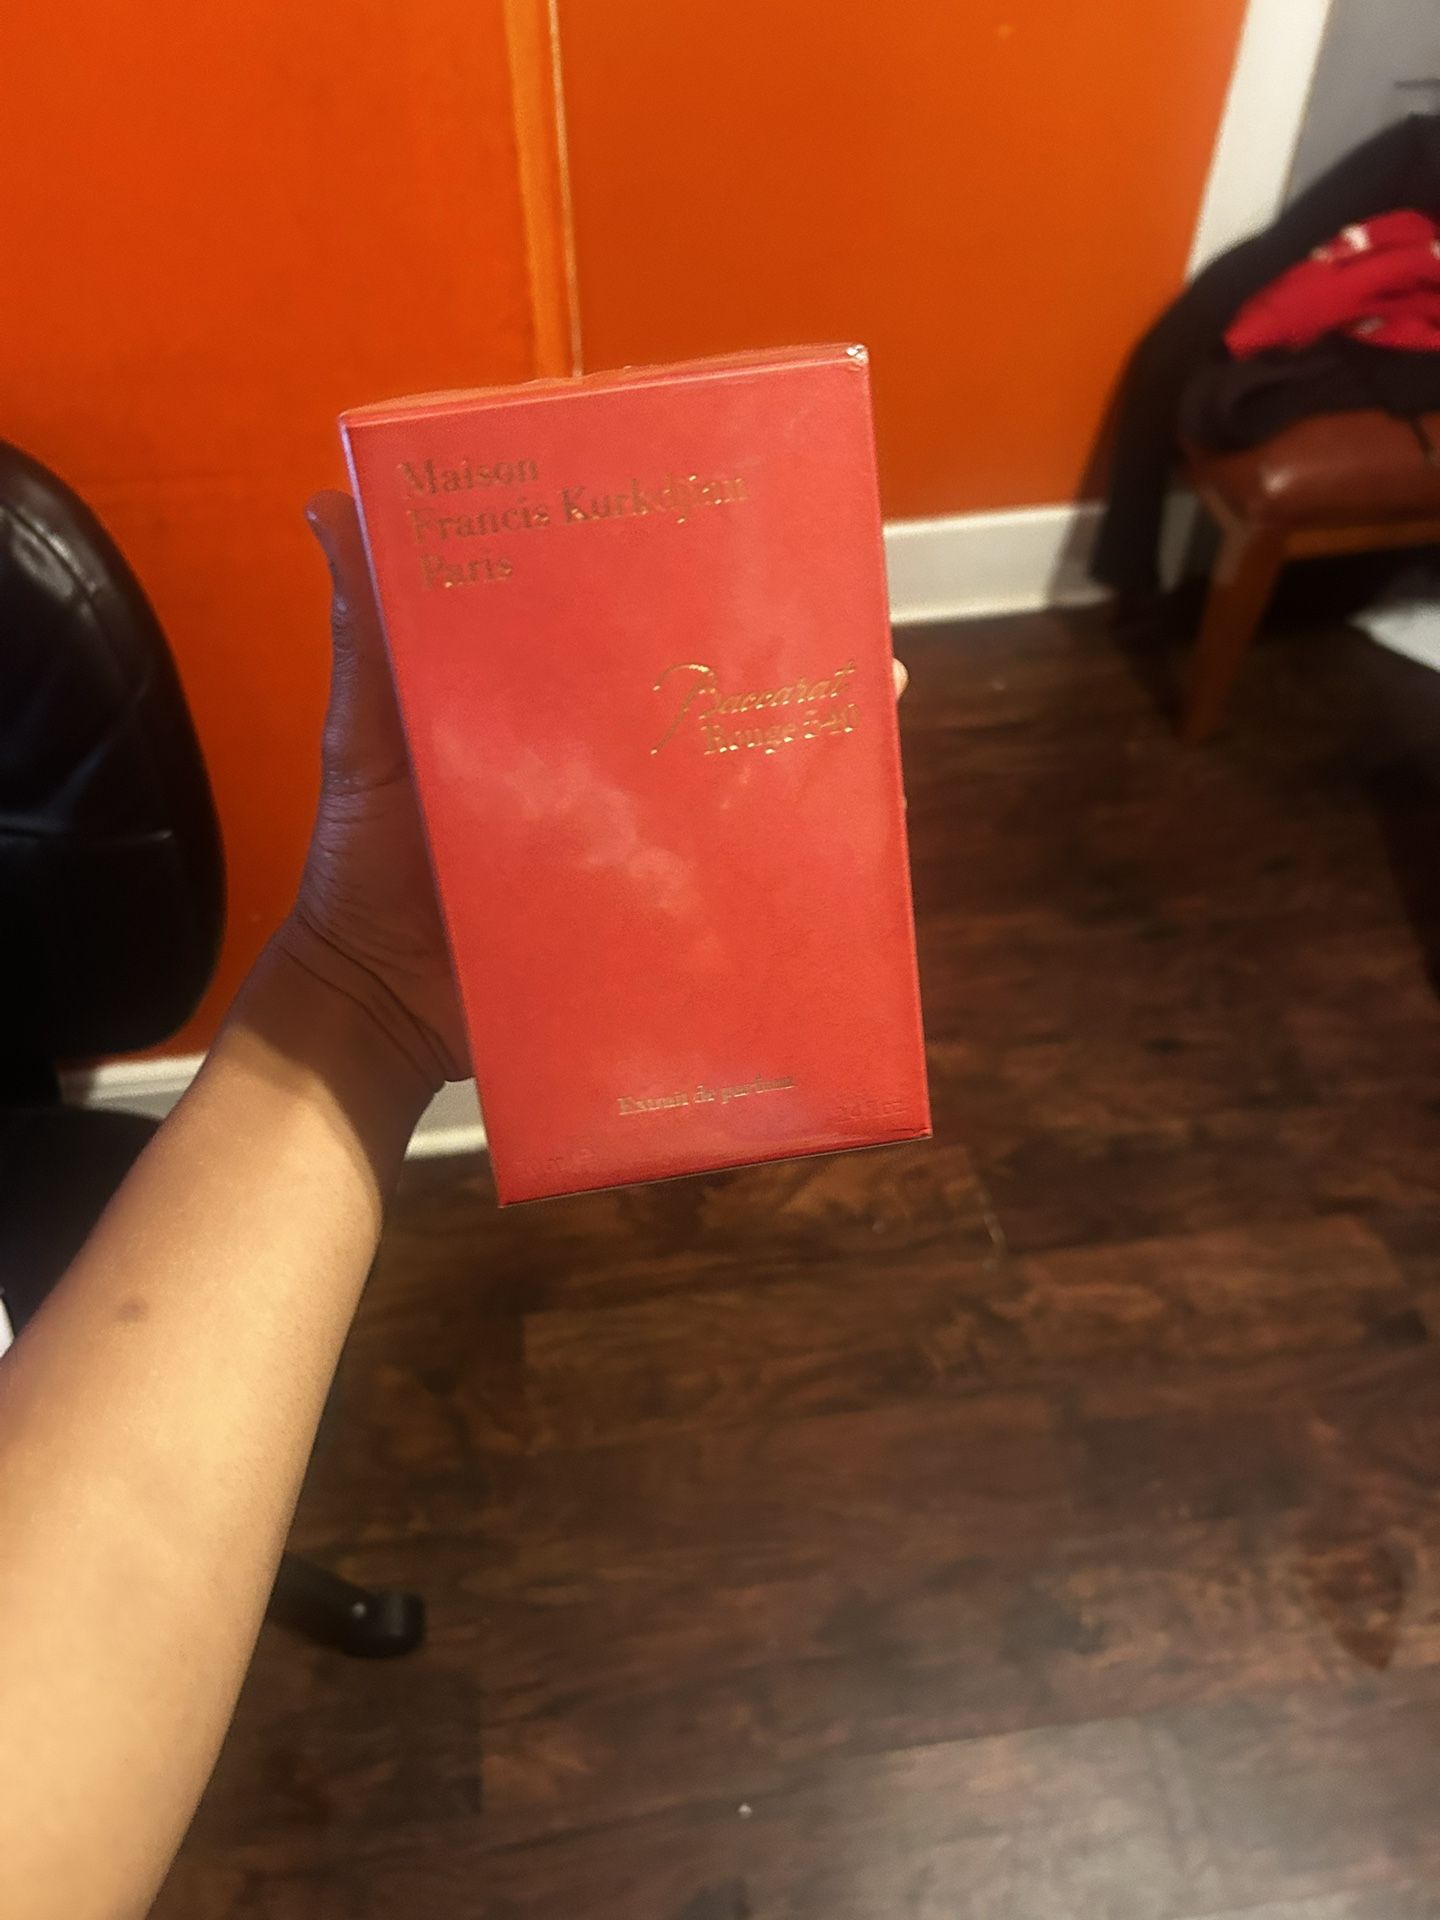 Maison
Francis Kurkdjian
Paris
Baccarat
Rouge 540
Extrait de parfum